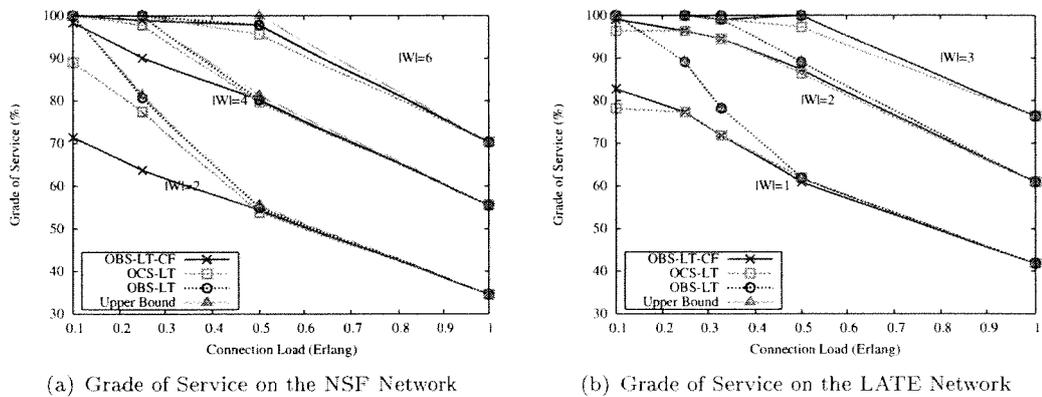 100
90
80
70
60
50
40
30
Grade of Service (%)
|W|=6
|W|=4
|W|=2
OBS-LT-CF
OCS-LT
OBS-LT
Upper Bound
0.1 0.2 0.3 0.4 0.5 0.6 0.7 0.8 0.9 1
Connection Load (Erlang)
(a) Grade of Service on the NSF Network
100
90
80
70
60
50
40
30
Grade of Service (%)
|W|=3
|W|=2
|W|=1
OBS-LT-CF
OCS-LT
OBS-LT
Upper Bound
0.1 0.2 0.3 0.4 0.5 0.6 0.7 0.8 0.9 1
Connection Load (Erlang)
(b) Grade of Service on the LATE Network